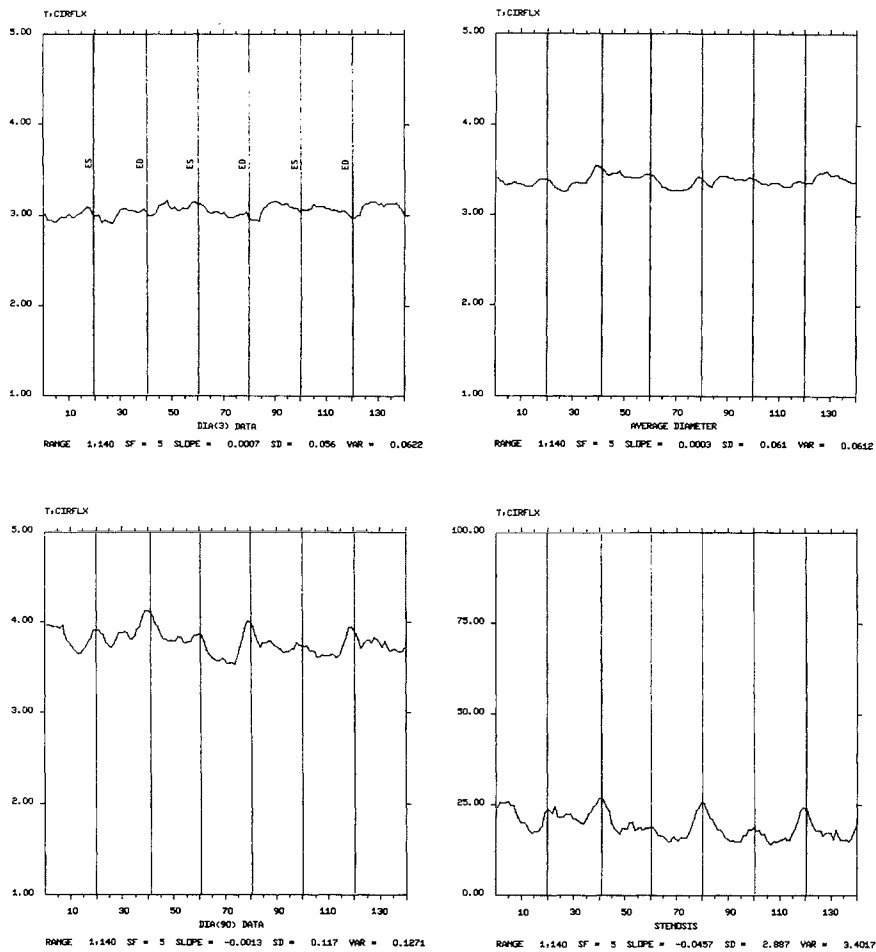 T,CIRFLX
5.00
4.00
3.00
2.00
1.00
ES
ED
ES
ED
ES
ED
10 30 50 70 90 110 130
DIA(3) DATA
RANGE 1,140 SF = 5 SLOPE = 0.0007 SD = 0.056 VAR = 0.0622
T,CIRFLX
5.00
4.00
3.00
2.00
1.00
10 30 50 70 90 110 130
AVERAGE DIAMETER
RANGE 1,140 SF = 5 SLOPE = 0.0003 SD = 0.061 VAR = 0.0612
T,CIRFLX
5.00
4.00
3.00
2.00
1.00
10 30 50 70 90 110 130
DIA(90) DATA
RANGE 1,140 SF = 5 SLOPE = -0.0013 SD = 0.117 VAR = 0.1271
T,CIRFLX
100.00
75.00
50.00
25.00
0.00
10 30 50 70 90 110 130
STENOSIS
RANGE 1,140 SF = 5 SLOPE = -0.0457 SD = 2.887 VAR = 3.4017